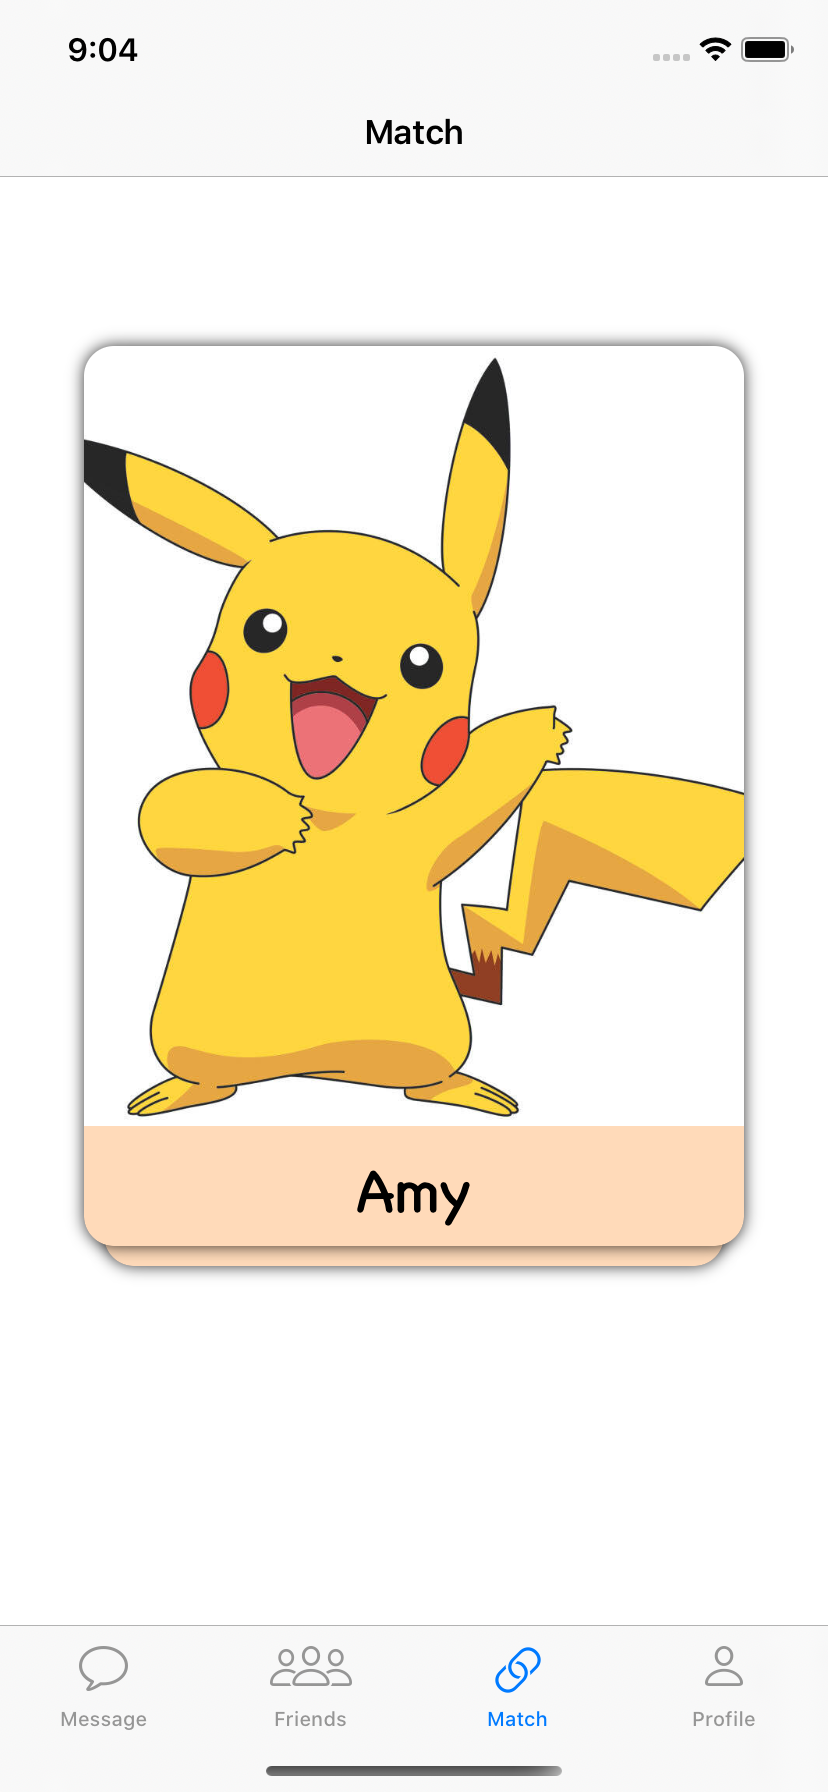 9:04
Match
Amy
Message
Friends
Match
Profile